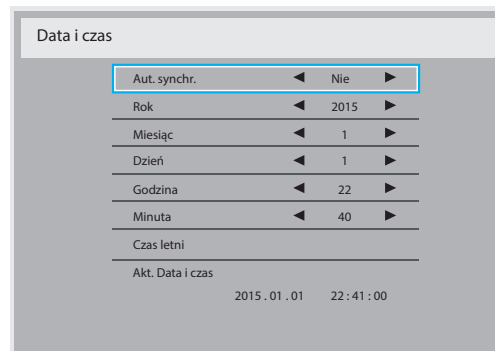 Data i czas
Aut. synchr. ◀ Nie ▶
Rok ◀ 2015 ▶
Miesiąc ◀ 1 ▶
Dzień ◀ 1 ▶
Godzina ◀ 22 ▶
Minuta ◀ 40 ▶
Czas letni
Akt. Data i czas
2015 . 01 . 01 22 : 41 : 00